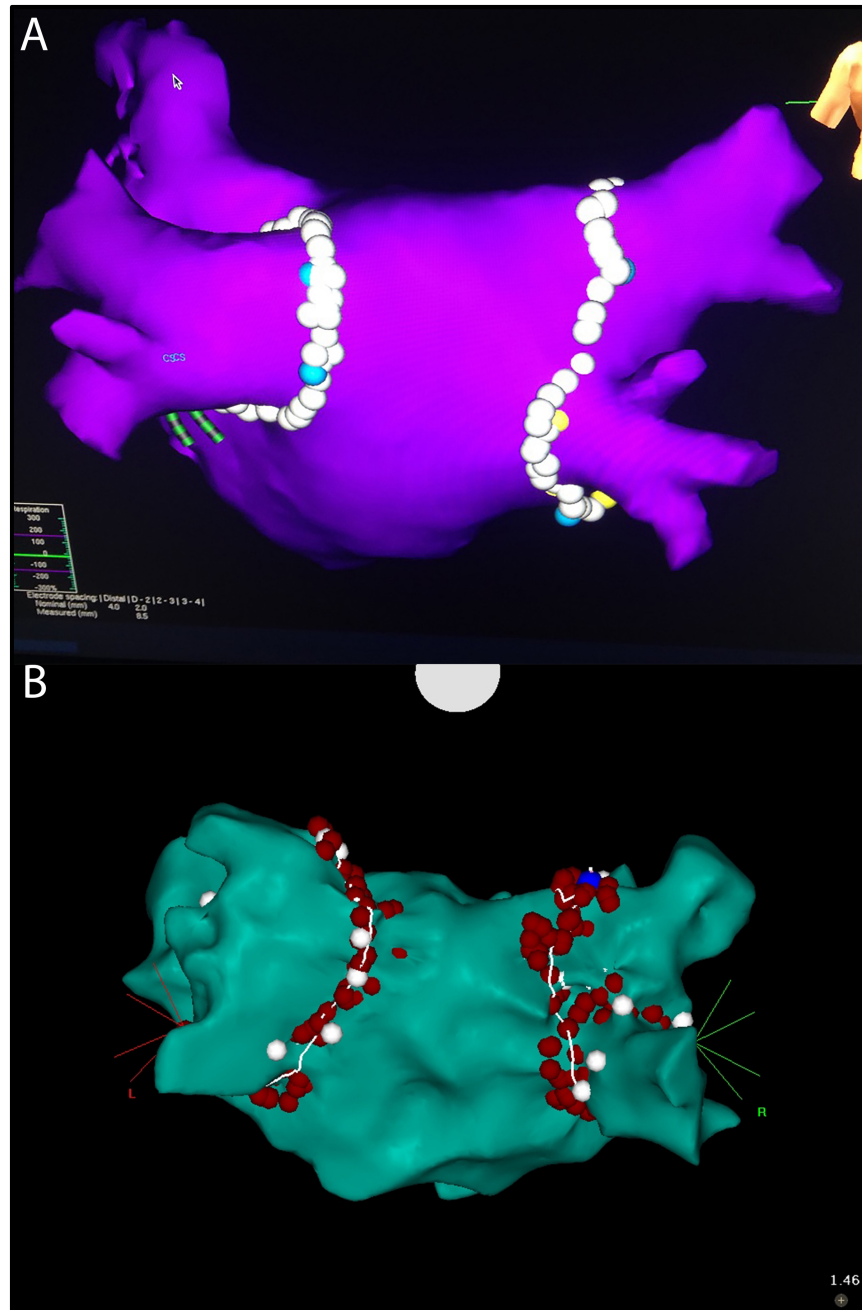 A
CSCS
Respiration
300
200
100
0
-100
-200
-300%
Electrode spacing: | Distal | D - 2 | 2 - 3 | 3 - 4 |
Nominal (mm) 4.0 2.0
Measured (mm) 8.5
B
L
R
1.46